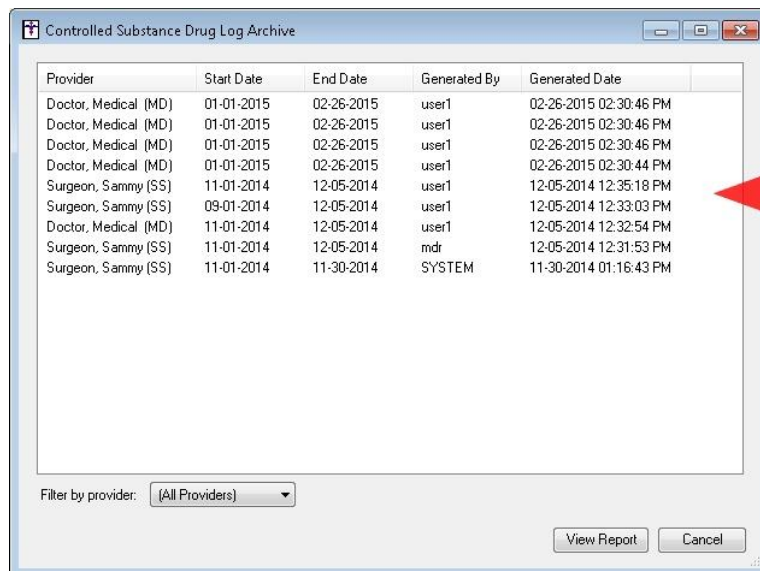 Controlled Substance Drug Log Archive
Provider Start Date End Date Generated By Generated Date
Doctor, Medical (MD) 01-01-2015 02-26-2015 user1 02-26-2015 02:30:46 PM
Doctor, Medical (MD) 01-01-2015 02-26-2015 user1 02-26-2015 02:30:46 PM
Doctor, Medical (MD) 01-01-2015 02-26-2015 user1 02-26-2015 02:30:46 PM
Doctor, Medical (MD) 01-01-2015 02-26-2015 user1 02-26-2015 02:30:44 PM
Surgeon, Sammy (SS) 11-01-2014 12-05-2014 user1 12-05-2014 12:35:18 PM
Surgeon, Sammy (SS) 09-01-2014 12-05-2014 user1 12-05-2014 12:33:03 PM
Doctor, Medical (MD) 11-01-2014 12-05-2014 user1 12-05-2014 12:32:54 PM
Surgeon, Sammy (SS) 11-01-2014 12-05-2014 mdr 12-05-2014 12:31:53 PM
Surgeon, Sammy (SS) 11-01-2014 11-30-2014 SYSTEM 11-30-2014 01:16:43 PM
Filter by provider: (All Providers)
View Report Cancel